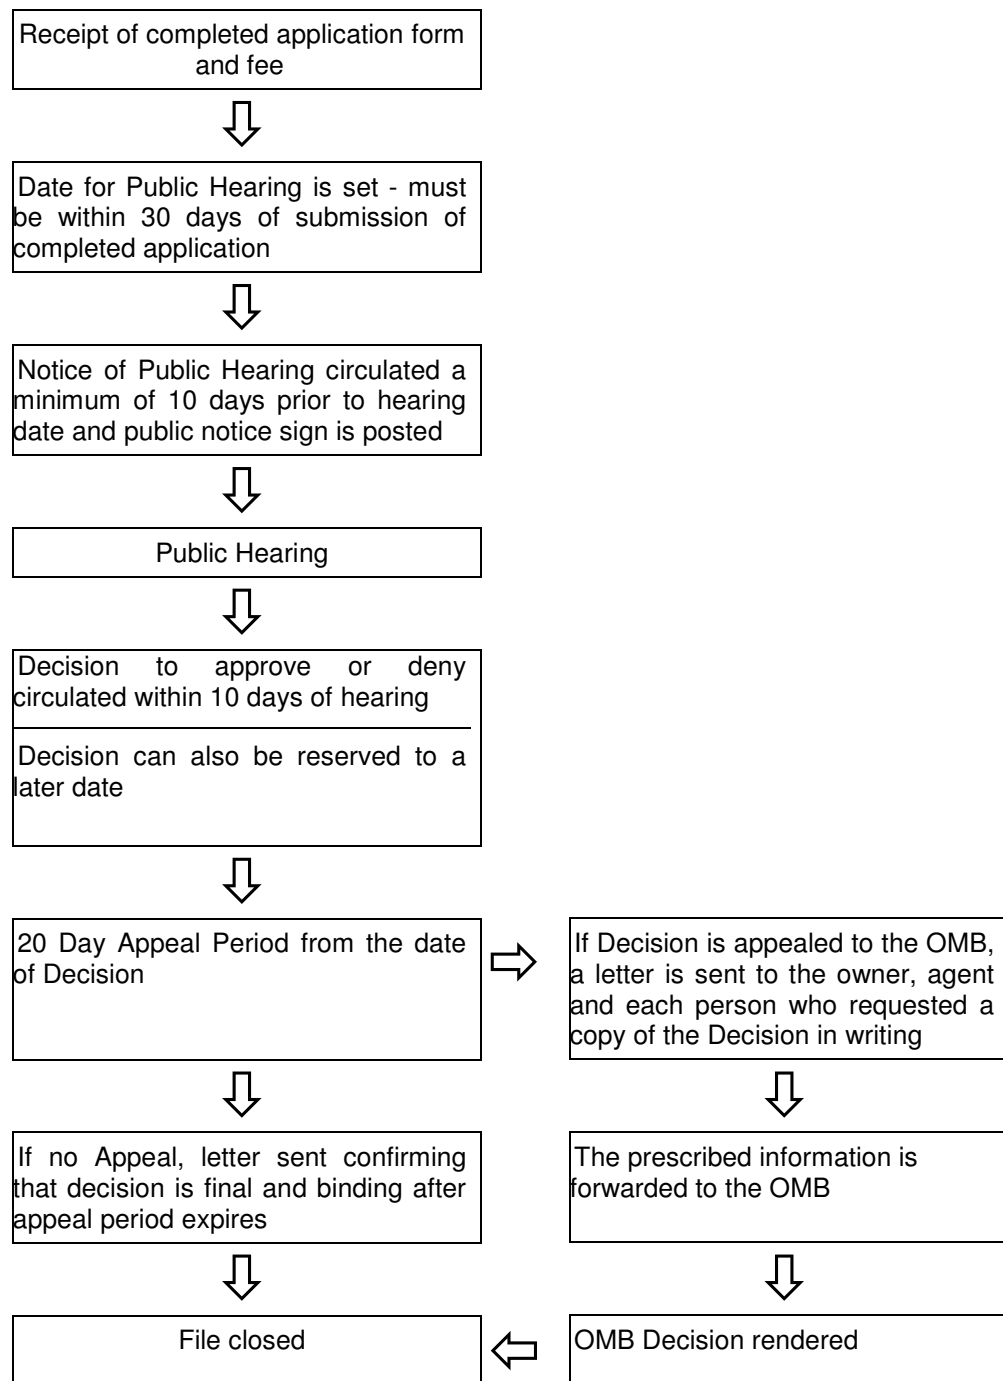 Receipt of completed application form
and fee
Date for Public Hearing is set - must
be within 30 days of submission of
completed application
Notice of Public Hearing circulated a
minimum of 10 days prior to hearing
date and public notice sign is posted
Public Hearing
Decision to approve or deny
circulated within 10 days of hearing
Decision can also be reserved to a
later date
20 Day Appeal Period from the date
of Decision
If Decision is appealed to the OMB,
a letter is sent to the owner, agent
and each person who requested a
copy of the Decision in writing
If no Appeal, letter sent confirming
that decision is final and binding after
appeal period expires
The prescribed information is
forwarded to the OMB
File closed
OMB Decision rendered